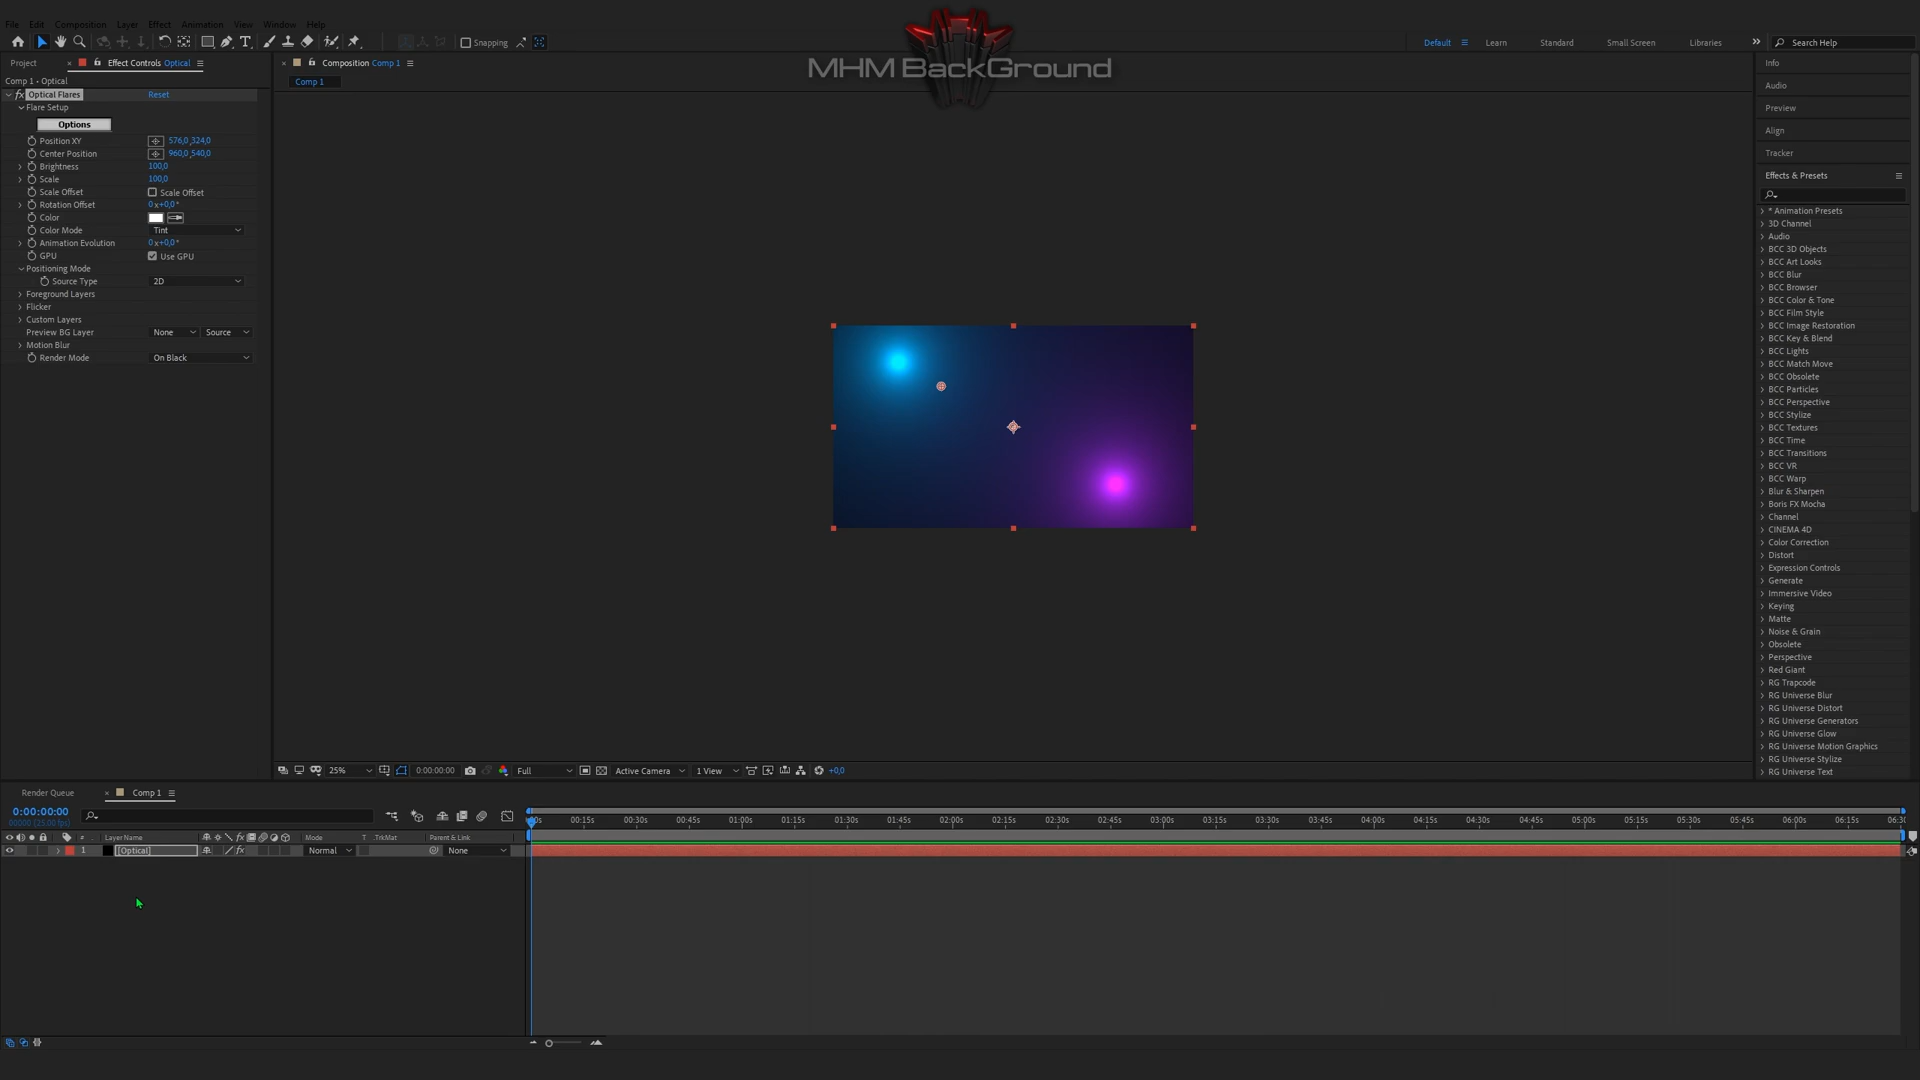 File Edit Composition Layer Effect Animation View Window Help
Snapping
Default Learn Standard Small Screen Libraries Search Help
MHM BackGround
Project Effect Controls Optical
Comp 1 • Optical
Optical Flares Reset
Flare Setup
Options
Position XY 576,0,324,0
Center Position 960,0,540,0
Brightness 100,0
Scale 100,0
Scale Offset Scale Offset
Rotation Offset 0x+0,0°
Color
Color Mode Tint
Animation Evolution 0x+0,0°
GPU Use GPU
Positioning Mode
Source Type 2D
Foreground Layers
Flicker
Custom Layers
Preview BG Layer None Source
Motion Blur
Render Mode On Black
Composition Comp 1
Comp 1
25% 0:00:00:00 Full Active Camera 1 View +0,0
Info
Audio
Preview
Align
Tracker
Effects & Presets
* Animation Presets
3D Channel
Audio
BCC 3D Objects
BCC Art Looks
BCC Blur
BCC Browser
BCC Color & Tone
BCC Film Style
BCC Image Restoration
BCC Key & Blend
BCC Lights
BCC Match Move
BCC Obsolete
BCC Particles
BCC Perspective
BCC Stylize
BCC Textures
BCC Time
BCC Transitions
BCC VR
BCC Warp
Blur & Sharpen
Boris FX Mocha
Channel
CINEMA 4D
Color Correction
Distort
Expression Controls
Generate
Immersive Video
Keying
Matte
Noise & Grain
Obsolete
Perspective
Red Giant
RG Trapcode
RG Universe Blur
RG Universe Distort
RG Universe Generators
RG Universe Glow
RG Universe Motion Graphics
RG Universe Stylize
RG Universe Text
Render Queue Comp 1
0:00:00:00
00000 (25.00 fps)
00:15s 00:30s 00:45s 01:00s 01:15s 01:30s 01:45s 02:00s 02:15s 02:30s 02:45s 03:00s 03:15s 03:30s 03:45s 04:00s 04:15s 04:30s 04:45s 05:00s 05:15s 05:30s 05:45s 06:00s 06:15s
# Layer Name Mode T .TrkMat Parent & Link
1 [Optical] Normal None